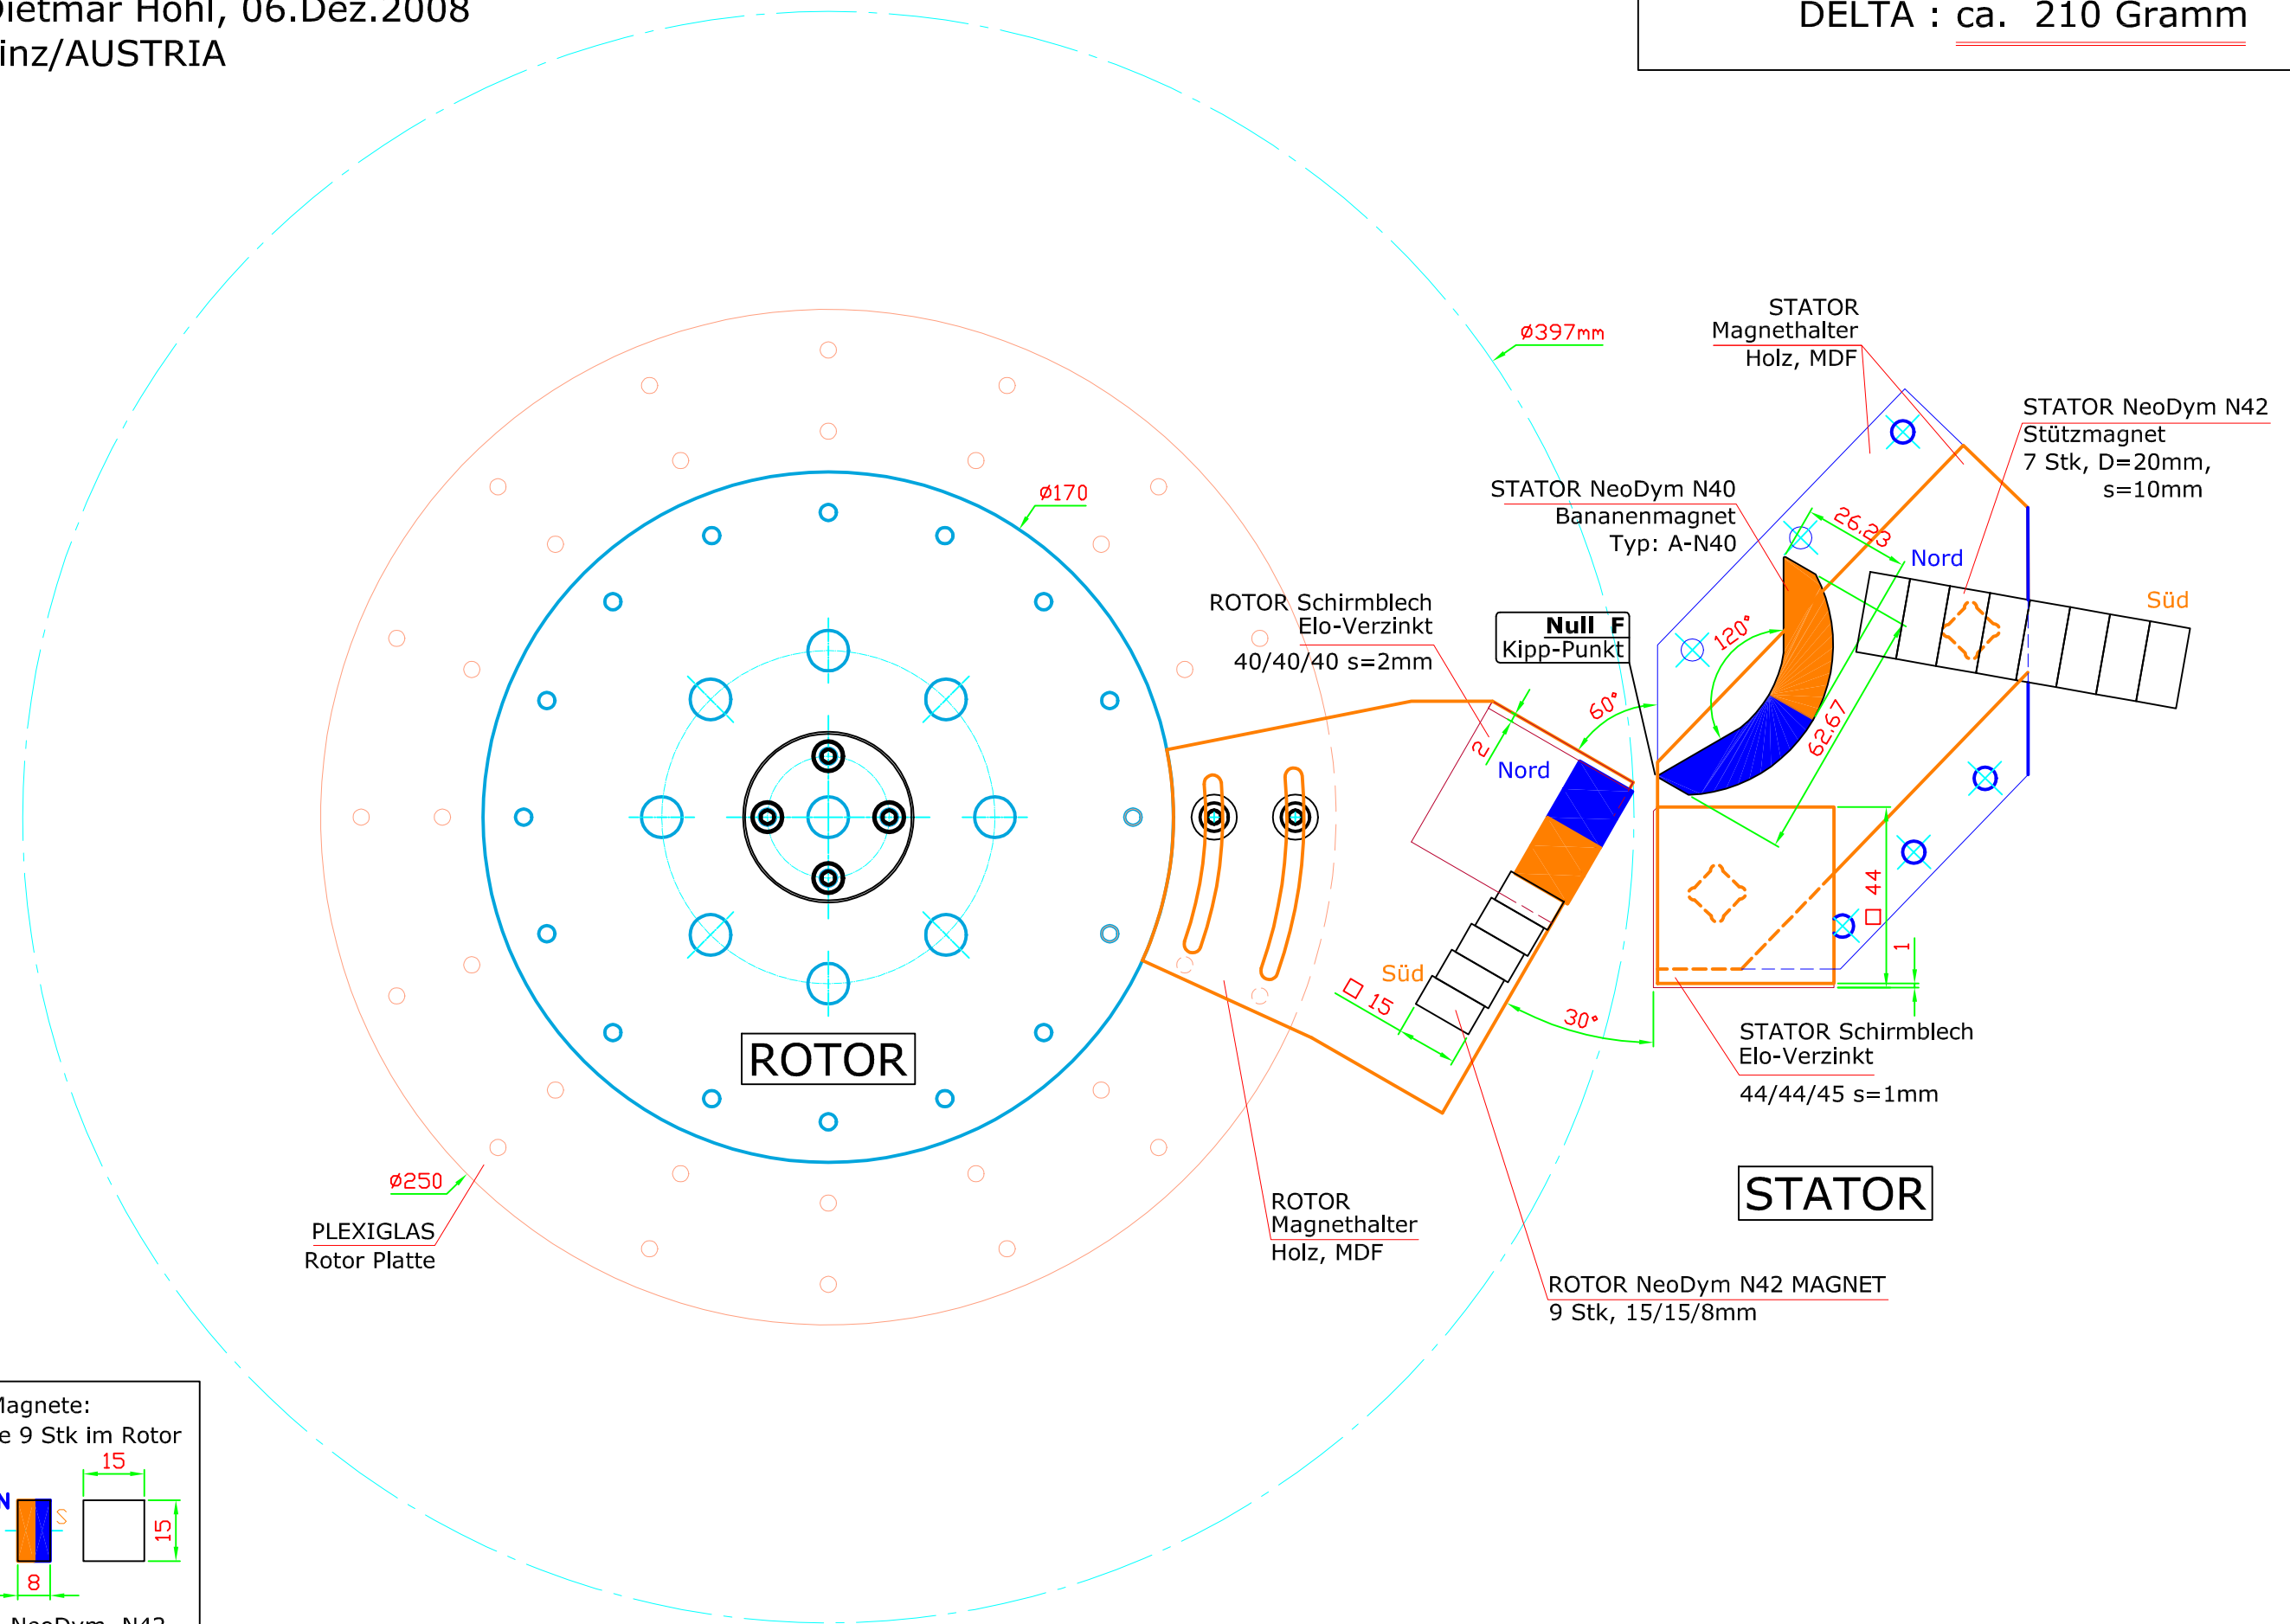 Dietmar Hohl, 06.Dez.2008
inz/AUSTRIA
DELTA : ca. 210 Gramm
ø397mm
STATOR
Magnethalter
Holz, MDF
STATOR NeoDym N42
Stützmagnet
7 Stk, D=20mm,
s=10mm
ø170
STATOR NeoDym N40
Bananenmagnet
Typ: A-N40
26.23
Nord
Süd
ROTOR Schirmblech
Elo-Verzinkt
40/40/40 s=2mm
Null F
Kipp-Punkt
120°
60°
2
62.67
Nord
44
1
Süd
15
30°
ROTOR
STATOR Schirmblech
Elo-Verzinkt
44/44/45 s=1mm
STATOR
ø250
PLEXIGLAS
Rotor Platte
ROTOR
Magnethalter
Holz, MDF
ROTOR NeoDym N42 MAGNET
9 Stk, 15/15/8mm
Magnete:
e 9 Stk im Rotor
15
N
S
15
8
NeoDym N42